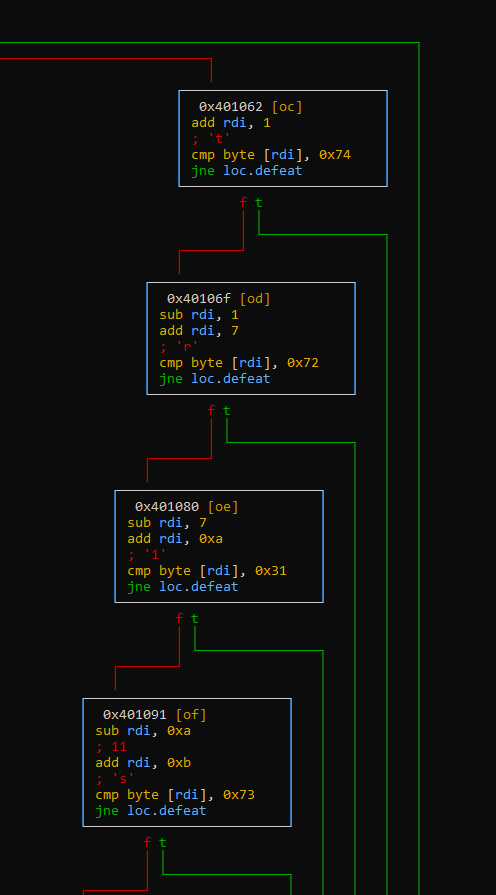 0x401062 [oc]
add rdi, 1
; 't'
cmp byte [rdi], 0x74
jne loc.defeat
f t
0x40106f [od]
sub rdi, 1
add rdi, 7
; 'r'
cmp byte [rdi], 0x72
jne loc.defeat
f t
0x401080 [oe]
sub rdi, 7
add rdi, 0xa
; '1'
cmp byte [rdi], 0x31
jne loc.defeat
f t
0x401091 [of]
sub rdi, 0xa
; 11
add rdi, 0xb
; 's'
cmp byte [rdi], 0x73
jne loc.defeat
f t